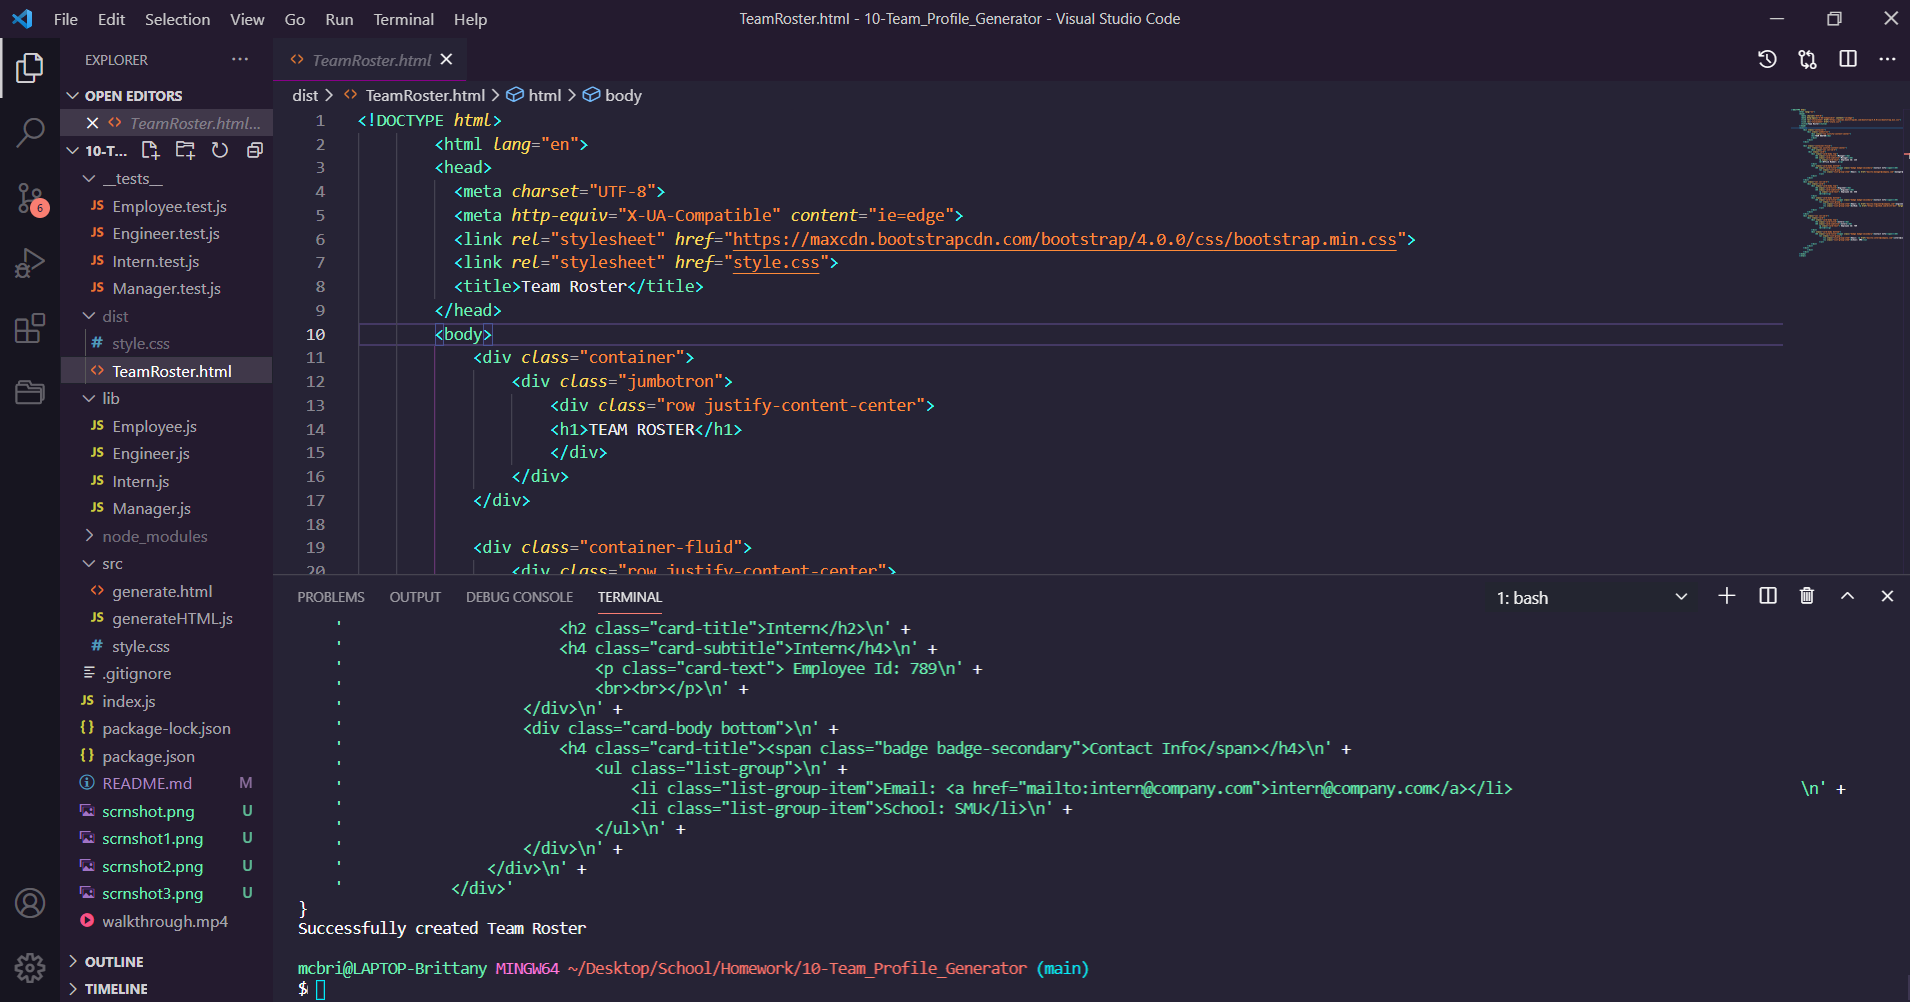 File Edit Selection View Go Run Terminal Help
TeamRoster.html - 10-Team_Profile_Generator - Visual Studio Code
EXPLORER
OPEN EDITORS
TeamRoster.html...
10-T...
__tests__
JS Employee.test.js
JS Engineer.test.js
JS Intern.test.js
JS Manager.test.js
dist
# style.css
<> TeamRoster.html
lib
JS Employee.js
JS Engineer.js
JS Intern.js
JS Manager.js
node_modules
src
<> generate.html
JS generateHTML.js
# style.css
.gitignore
JS index.js
{} package-lock.json
{} package.json
README.md M
scrnshot.png U
scrnshot1.png U
scrnshot2.png U
scrnshot3.png U
walkthrough.mp4
OUTLINE
TIMELINE
6
<> TeamRoster.html
dist > <> TeamRoster.html > html > body
1 <!DOCTYPE html>
2 <html lang="en">
3 <head>
4 <meta charset="UTF-8">
5 <meta http-equiv="X-UA-Compatible" content="ie=edge">
6 <link rel="stylesheet" href="https://maxcdn.bootstrapcdn.com/bootstrap/4.0.0/css/bootstrap.min.css">
7 <link rel="stylesheet" href="style.css">
8 <title>Team Roster</title>
9 </head>
10 <body>
11 <div class="container">
12 <div class="jumbotron">
13 <div class="row justify-content-center">
14 <h1>TEAM ROSTER</h1>
15 </div>
16 </div>
17 </div>
18
19 <div class="container-fluid">
20 <div class="row justify-content-center">
PROBLEMS OUTPUT DEBUG CONSOLE TERMINAL
1: bash
' <h2 class="card-title">Intern</h2>\n' +
' <h4 class="card-subtitle">Intern</h4>\n' +
' <p class="card-text"> Employee Id: 789\n' +
' <br><br></p>\n' +
' </div>\n' +
' <div class="card-body bottom">\n' +
' <h4 class="card-title"><span class="badge badge-secondary">Contact Info</span></h4>\n' +
' <ul class="list-group">\n' +
' <li class="list-group-item">Email: <a href="mailto:intern@company.com">intern@company.com</a></li> \n' +
' <li class="list-group-item">School: SMU</li>\n' +
' </ul>\n' +
' </div>\n' +
' </div>\n' +
' </div>'
}
Successfully created Team Roster
mcbri@LAPTOP-Brittany MINGW64 ~/Desktop/School/Homework/10-Team_Profile_Generator (main)
$